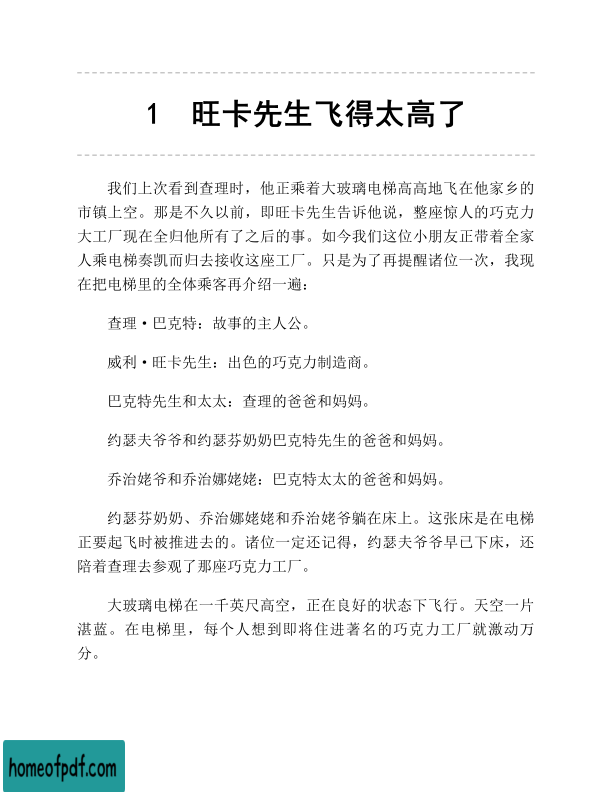 1 旺卡先生飞得太高了
我们上次看到查理时，他正乘着大玻璃电梯高高地飞在他家乡的
市镇上空。那是不久以前，即旺卡先生告诉他说，整座惊人的巧克力
大工厂现在全归他所有了之后的事。如今我们这位小朋友正带着全家
人乘电梯奏凯而归去接收这座工厂。只是为了再提醒诸位一次，我现
在把电梯里的全体乘客再介绍一遍：
查理·巴克特：故事的主人公。
威利·旺卡先生：出色的巧克力制造商。
巴克特先生和太太：查理的爸爸和妈妈。
约瑟夫爷爷和约瑟芬奶奶巴克特先生的爸爸和妈妈。
乔治姥爷和乔治娜姥姥：巴克特太太的爸爸和妈妈。
约瑟芬奶奶、乔治娜姥姥和乔治姥爷躺在床上。这张床是在电梯
正要起飞时被推进去的。诸位一定还记得，约瑟夫爷爷早已下床，还
陪着查理去参观了那座巧克力工厂。
大玻璃电梯在一千英尺高空，正在良好的状态下飞行。天空一片
湛蓝。在电梯里，每个人想到即将住进著名的巧克力工厂就激动万
分。
homeofpdf.com